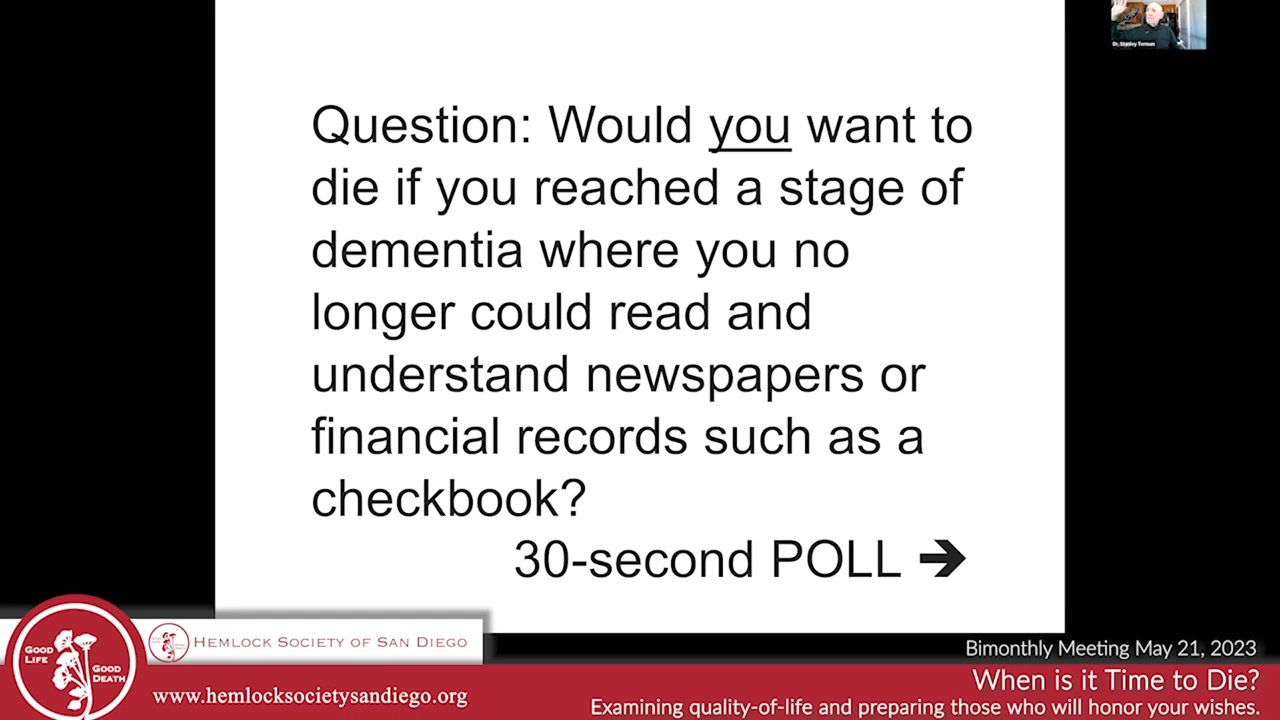 Dr. Stanley Terman
Question: Would you want to
die if you reached a stage of
dementia where you no
longer could read and
understand newspapers or
financial records such as a
checkbook?
30-second POLL ➔
GOOD
LIFE
GOOD
DEATH
HEMLOCK SOCIETY OF SAN DIEGO
www.hemlocksocietysandiego.org
Bimonthly Meeting May 21, 2023
When is it Time to Die?
Examining quality-of-life and preparing those who will honor your wishes.